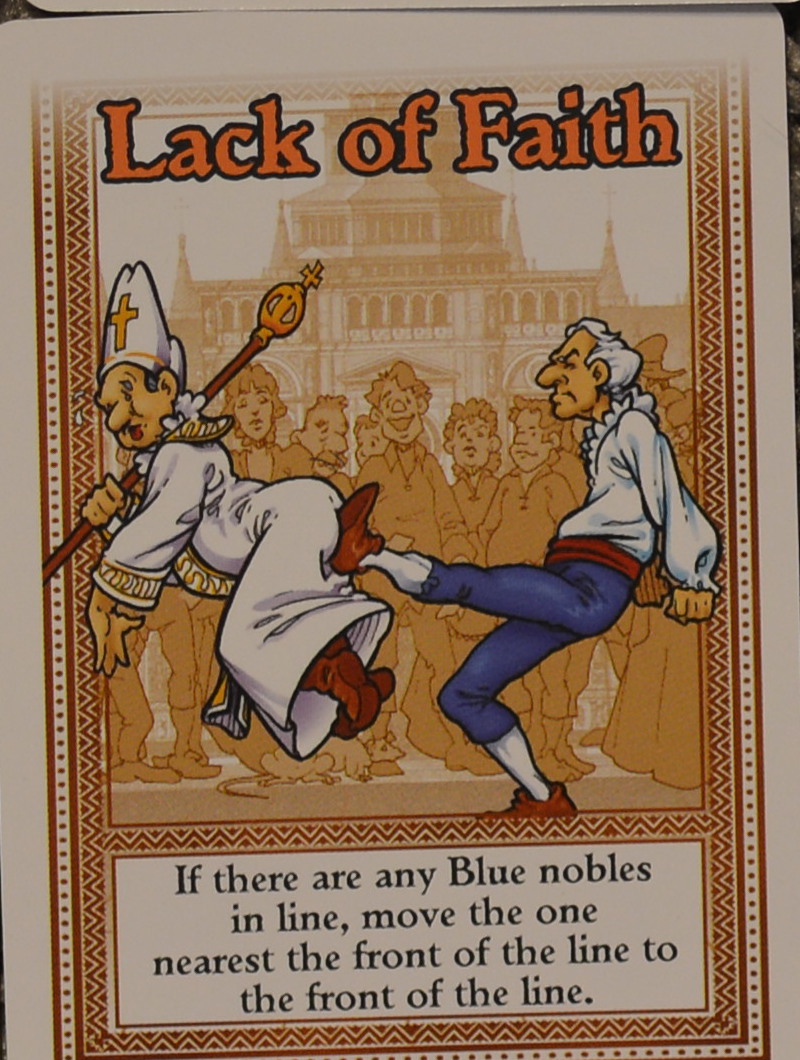 Lack of Faith
If there are any Blue nobles
in line, move the one
nearest the front of the line to
the front of the line.